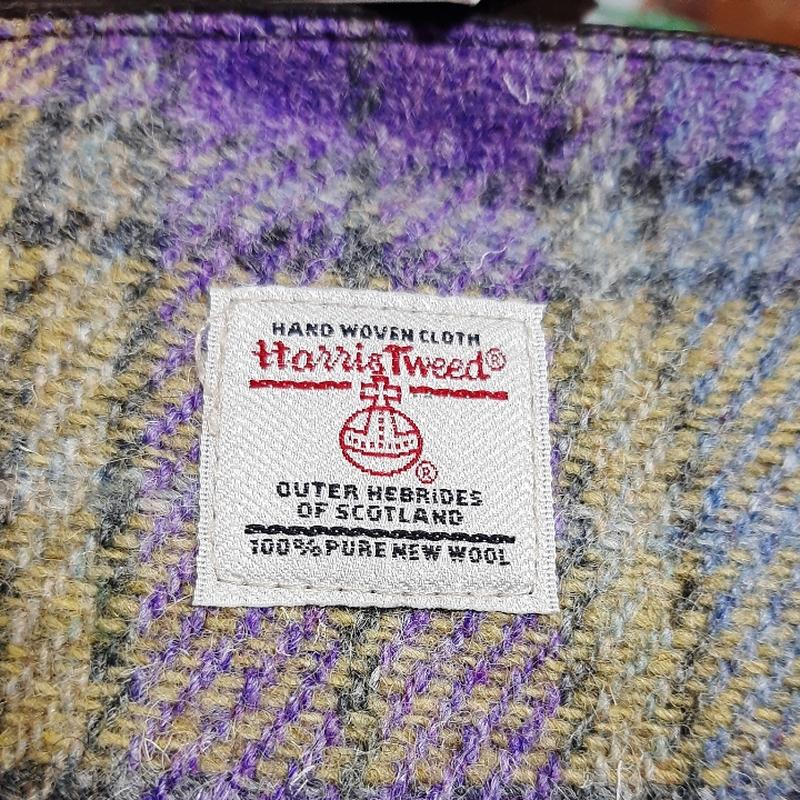 HAND WOVEN CLOTH
Harris Tweed®
®
OUTER HEBRIDES
OF SCOTLAND
100% PURE NEW WOOL